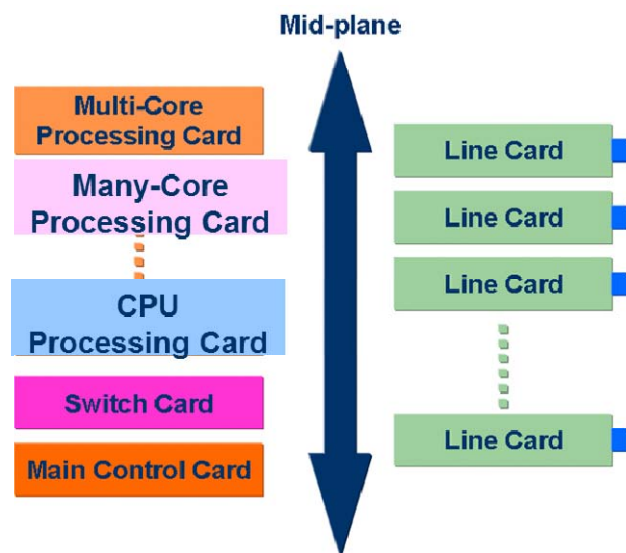 Mid-plane
Multi-Core
Processing Card
Many-Core
Processing Card
CPU
Processing Card
Switch Card
Main Control Card
Line Card
Line Card
Line Card
Line Card